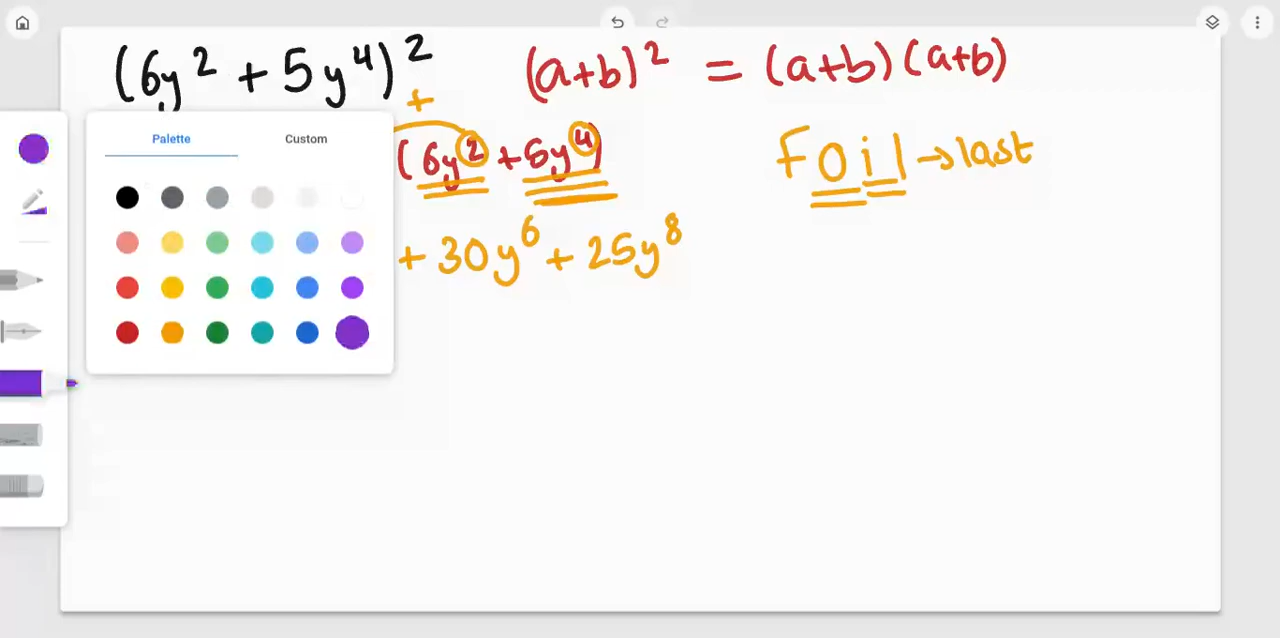 (6y² + 5y⁴)² (a+b)² = (a+b)(a+b)
+
Palette Custom
(6y² + 5y⁴) Foil → last
+ 30y⁶ + 25y⁸